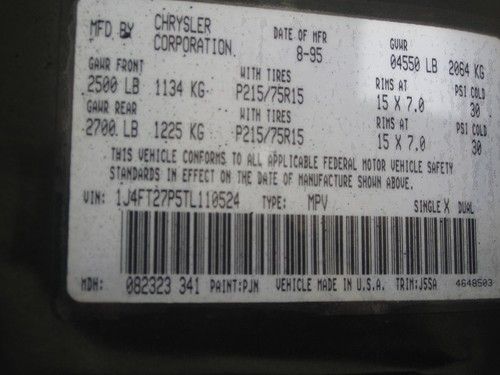 MFD BY CHRYSLER CORPORATION DATE OF MFR 8-95 GVWR 04550 LB 2064 KG
GAWR FRONT WITH TIRES RIMS AT PSI COLD
2500 LB 1134 KG P215/75R15 15 X 7.0 30
GAWR REAR WITH TIRES RIMS AT PSI COLD
2700 LB 1225 KG P215/75R15 15 X 7.0 30
THIS VEHICLE CONFORMS TO ALL APPLICABLE FEDERAL MOTOR VEHICLE SAFETY
STANDARDS IN EFFECT ON THE DATE OF MANUFACTURE SHOWN ABOVE.
VIN: 1J4FT27P5TL110524 TYPE: MPV SINGLE X DUAL
MDH: 082323 341 PAINT:PJN VEHICLE MADE IN U.S.A. TRIM:J5SA 4648503